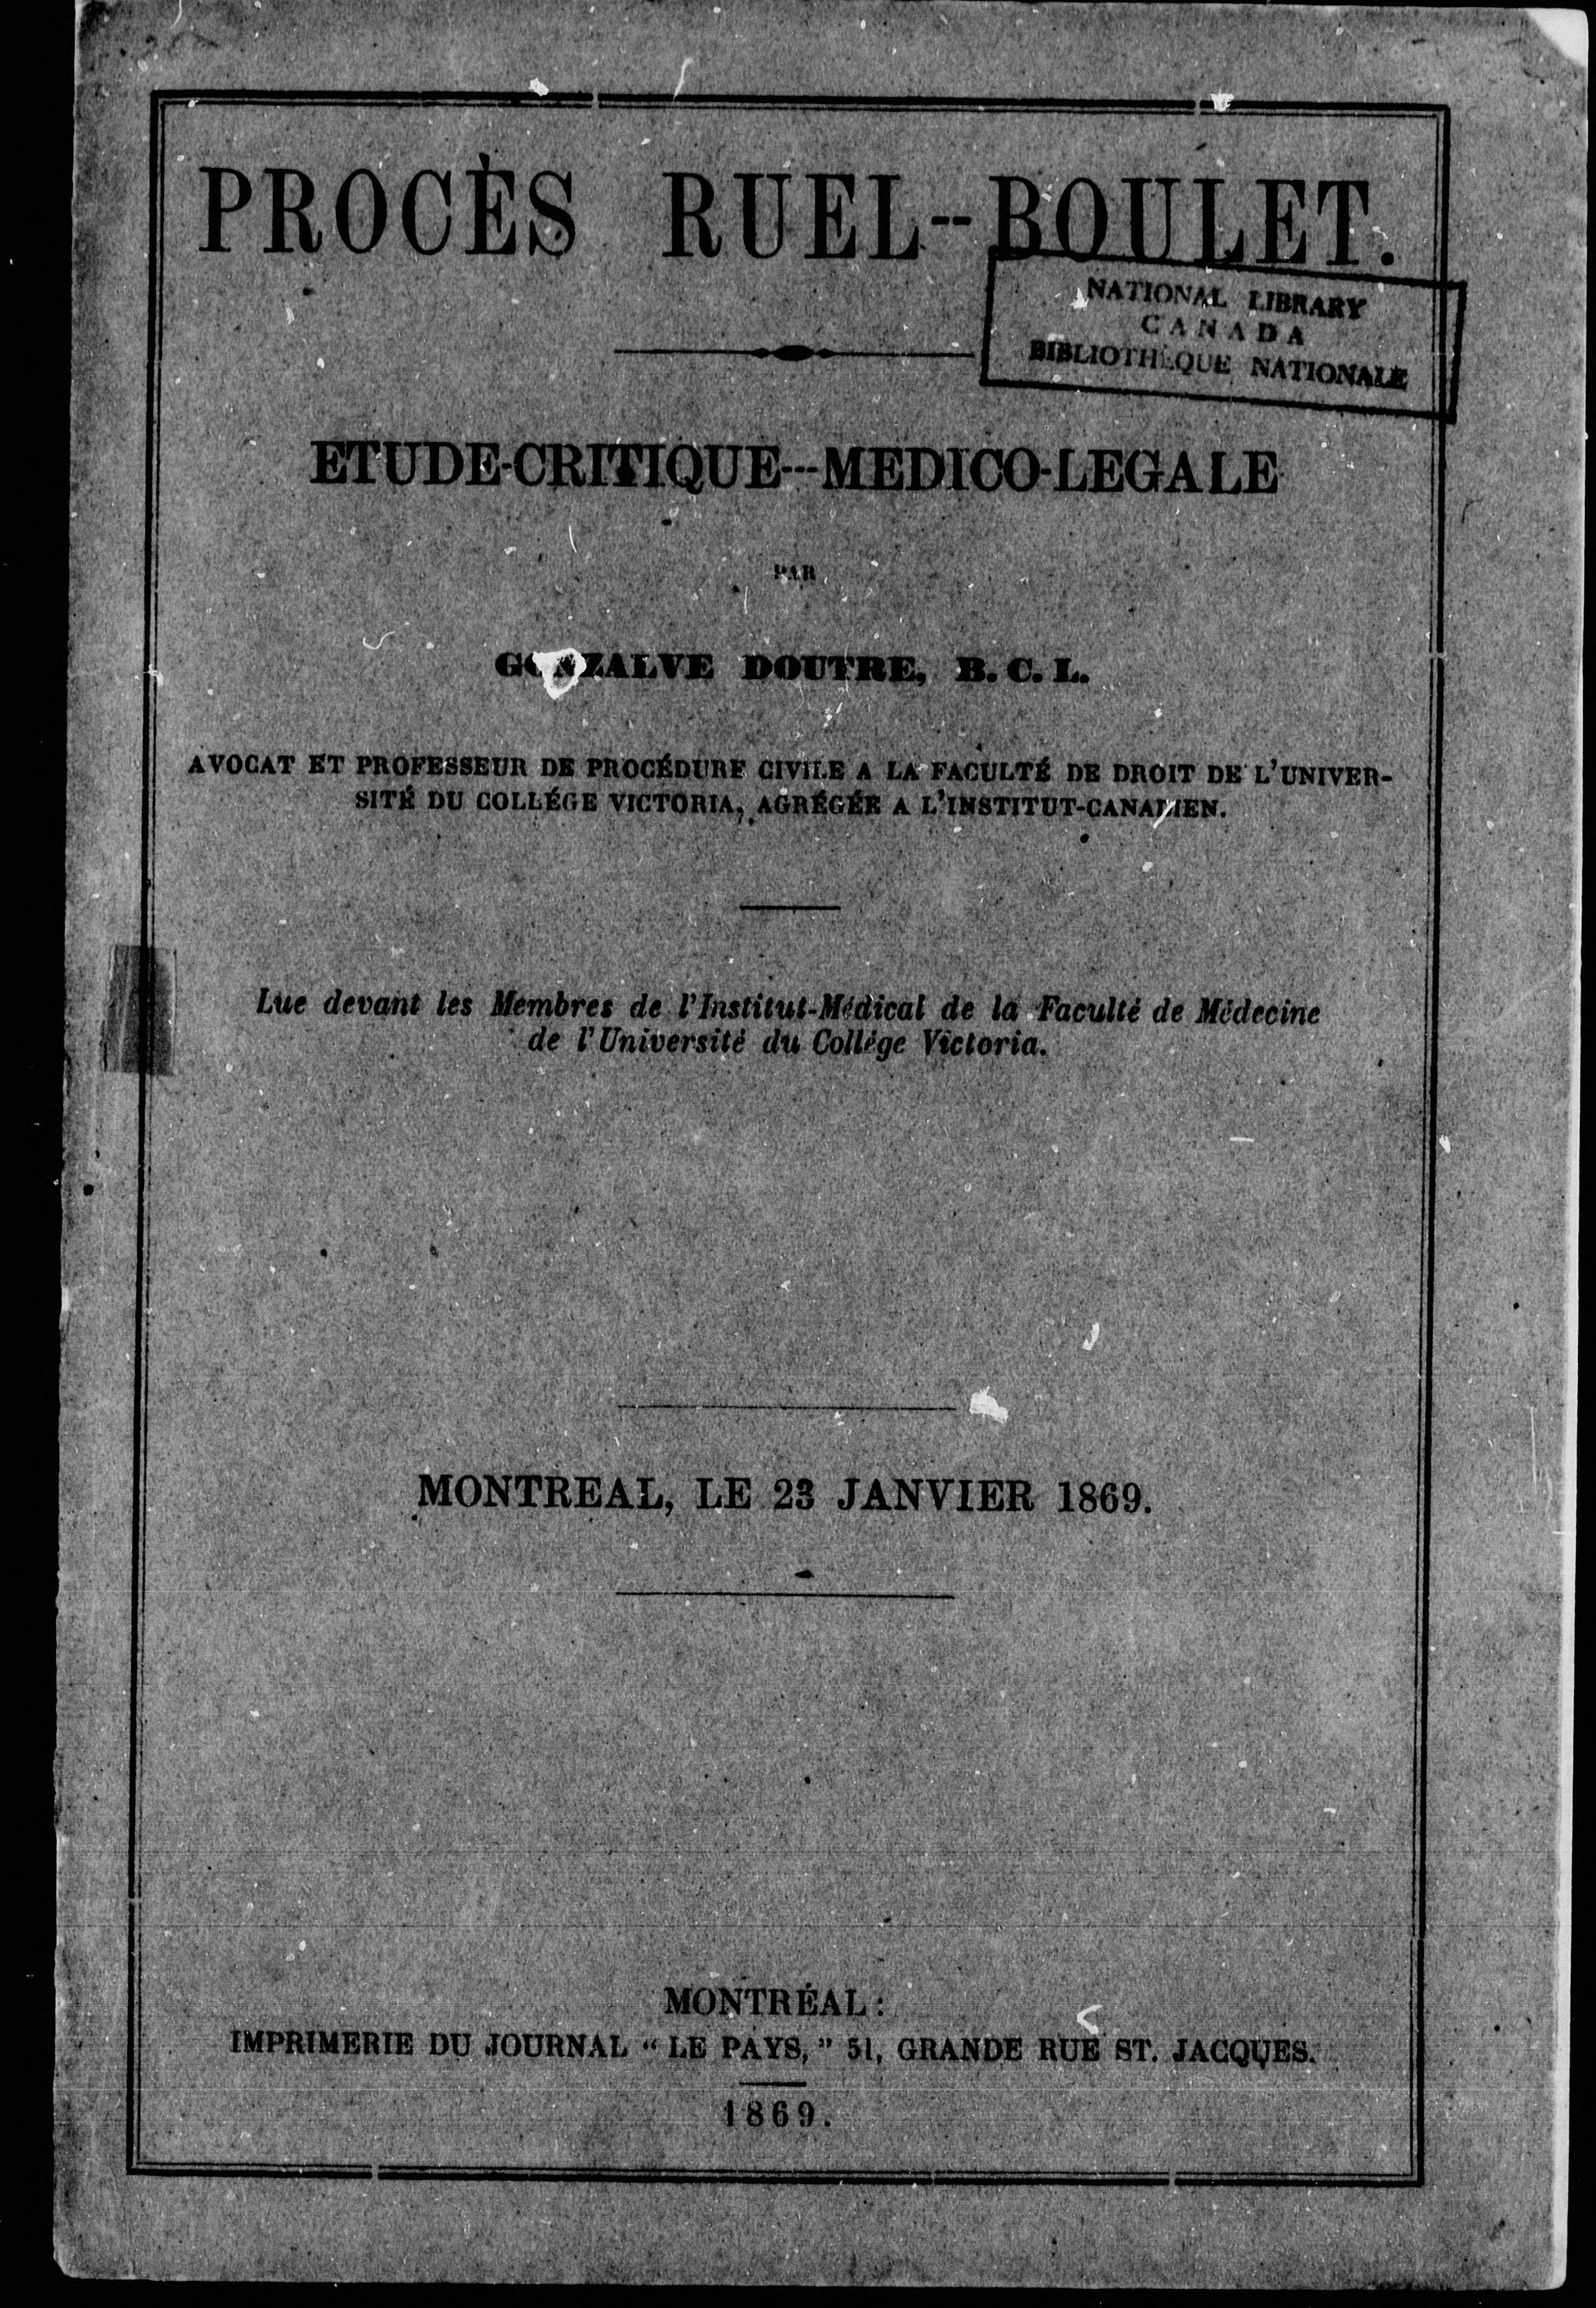 PROCÈS RUEL--BOULET.
NATIONAL LIBRARY
CANADA
BIBLIOTHÈQUE NATIONALE
ETUDE-CRITIQUE---MEDICO-LEGALE
PAR
GONZALVE DOUTRE, B. C. L.
AVOCAT ET PROFESSEUR DE PROCÉDURE CIVILE A LA FACULTÉ DE DROIT DE L'UNIVER-
SITÉ DU COLLÉGE VICTORIA, AGRÉGÉE A L'INSTITUT-CANADIEN.
Lue devant les Membres de l'Institut-Médical de la Faculté de Médecine
de l'Université du Collége Victoria.
MONTREAL, LE 23 JANVIER 1869.
MONTRÉAL:
IMPRIMERIE DU JOURNAL "LE PAYS," 51, GRANDE RUE ST. JACQUES.
1869.